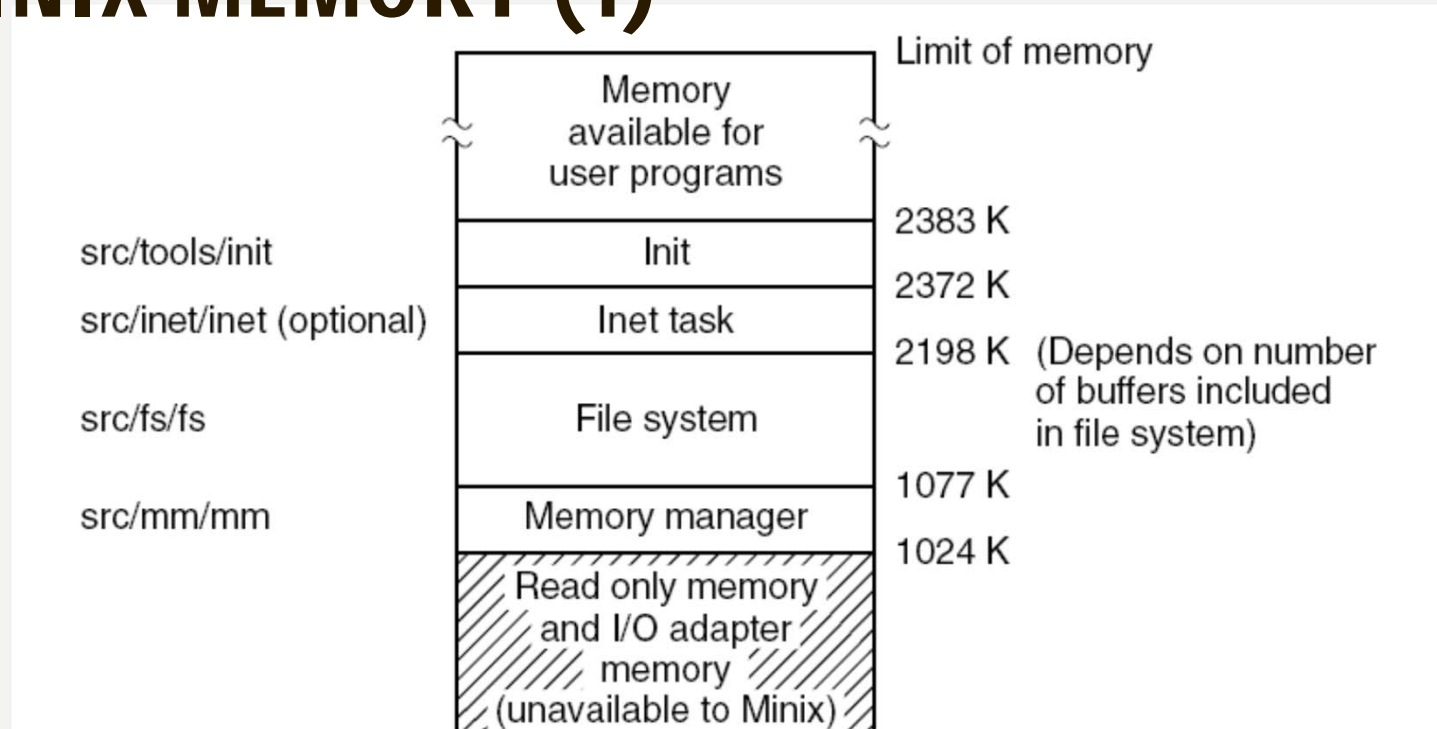 MEMORY (1)
Limit of memory
Memory
available for
user programs
2383 K
src/tools/init
Init
2372 K
src/inet/inet (optional)
Inet task
2198 K (Depends on number
of buffers included
in file system)
src/fs/fs
File system
1077 K
src/mm/mm
Memory manager
1024 K
Read only memory
and I/O adapter
memory
(unavailable to Minix)